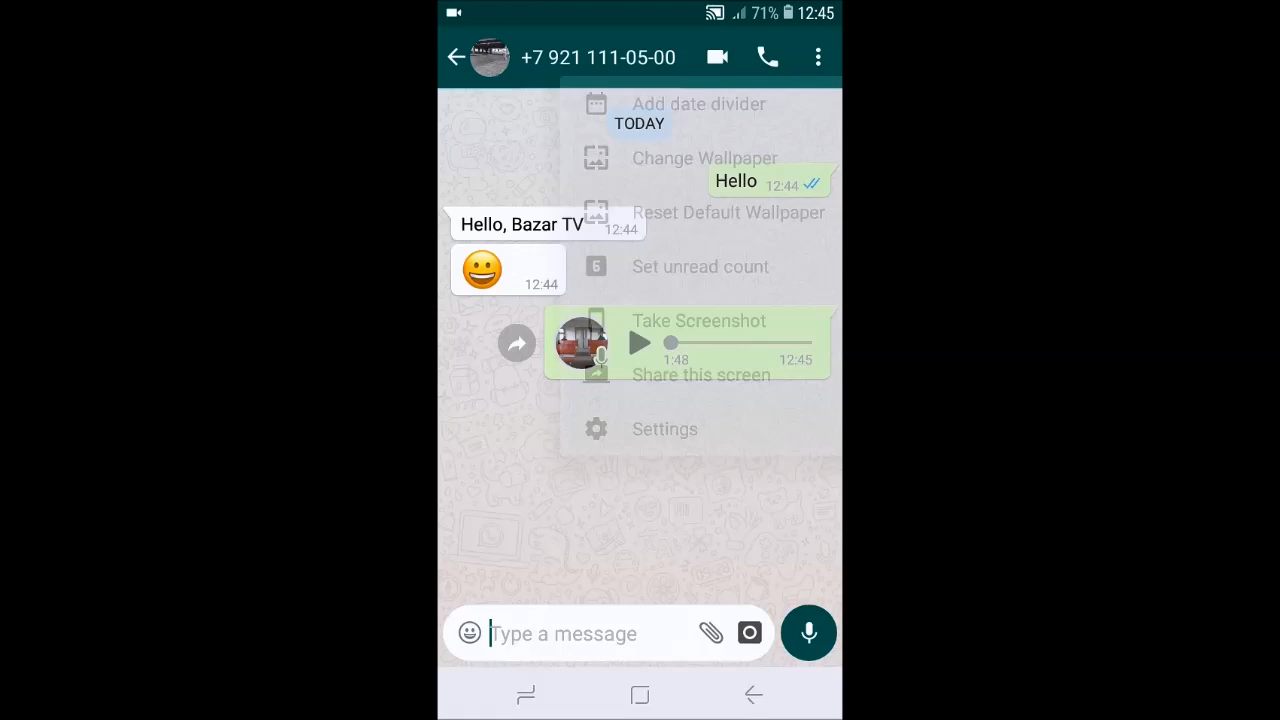 71% 12:45
+7 921 111-05-00
Add date divider
TODAY
Change Wallpaper
Hello 12:44
Reset Default Wallpaper
Hello, Bazar TV 12:44
6 Set unread count
12:44
Take Screenshot
1:48 12:45
Share this screen
Settings
Type a message